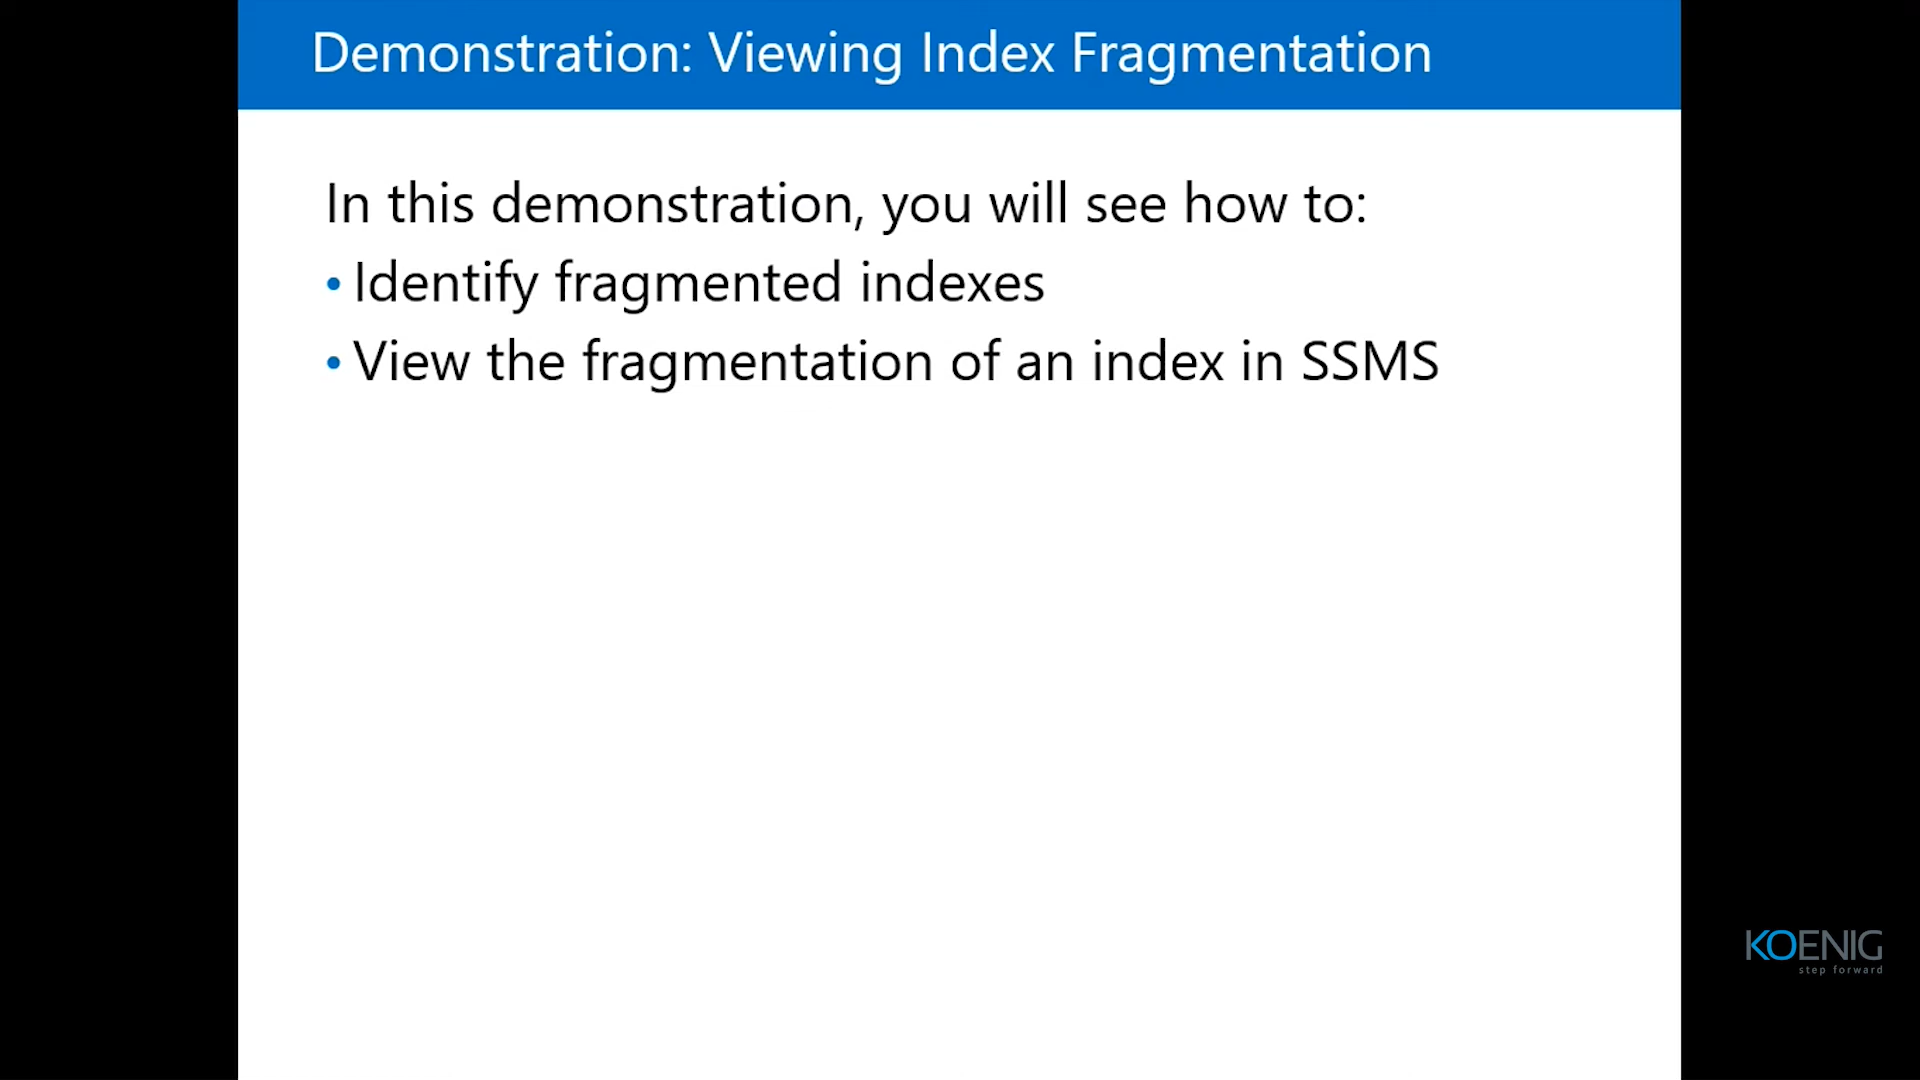 Demonstration: Viewing Index Fragmentation
In this demonstration, you will see how to:
• Identify fragmented indexes
• View the fragmentation of an index in SSMS
KOENIG
step forward